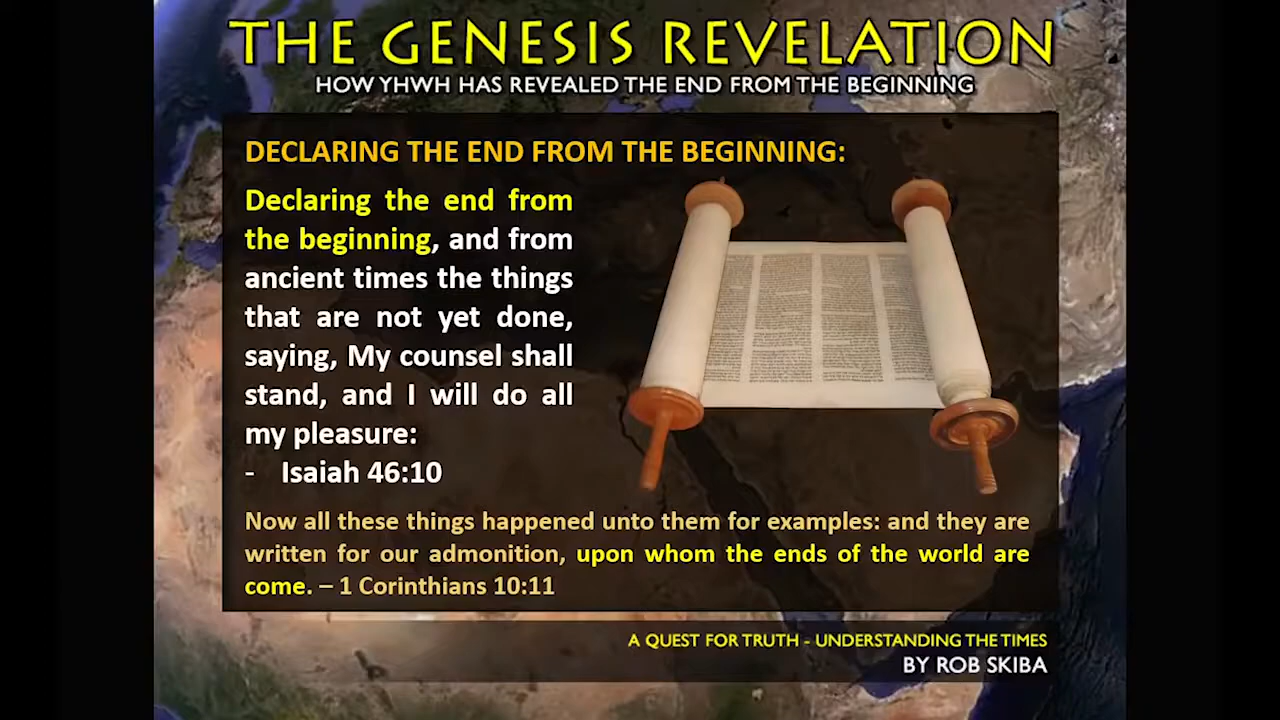 THE GENESIS REVELATION
HOW YHWH HAS REVEALED THE END FROM THE BEGINNING
DECLARING THE END FROM THE BEGINNING:
Declaring the end from
the beginning, and from
ancient times the things
that are not yet done,
saying, My counsel shall
stand, and I will do all
my pleasure:
- Isaiah 46:10
Now all these things happened unto them for examples: and they are
written for our admonition, upon whom the ends of the world are
come. – 1 Corinthians 10:11
A QUEST FOR TRUTH - UNDERSTANDING THE TIMES
BY ROB SKIBA